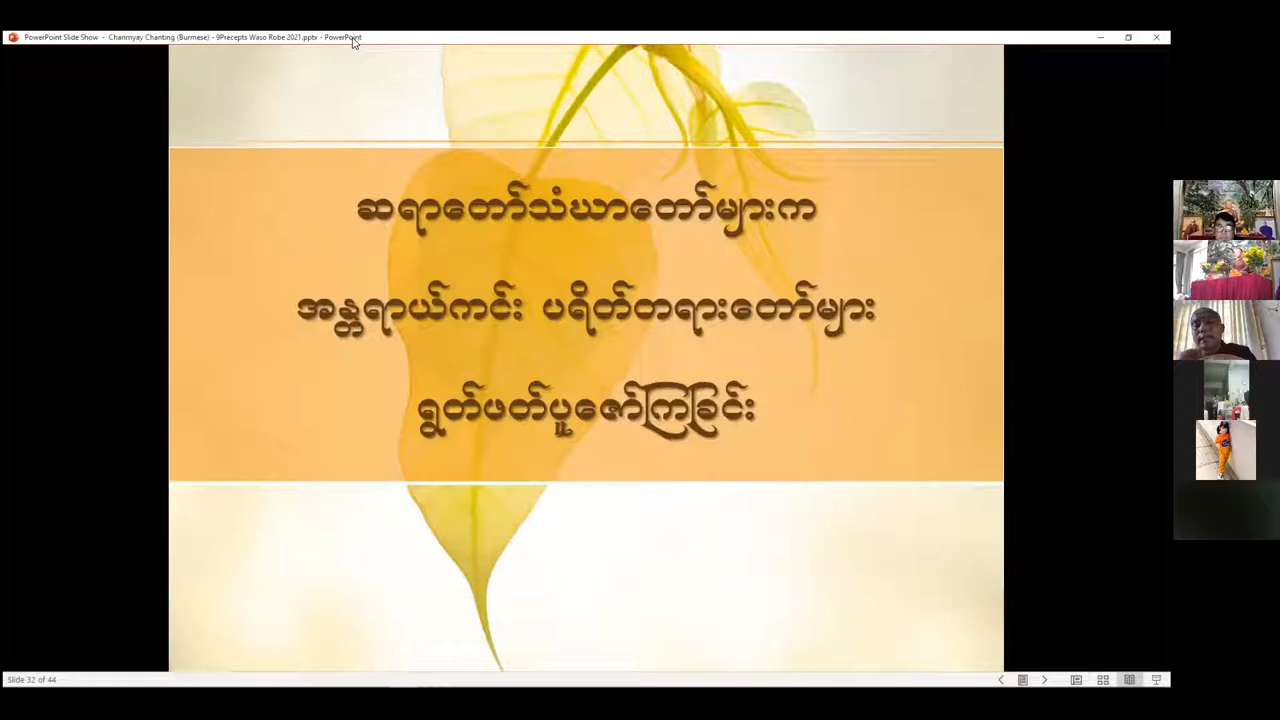 PowerPoint Slide Show - Chanmyay Chanting (Burmese) - 9Precepts Waso Robe 2021.pptx - PowerPoint
ဆရာတော်သံဃာတော်များက
အန္တရာယ်ကင်း ပရိတ်တရားတော်များ
ရွတ်ဖတ်ပူဇော်ကြခြင်း
Slide 32 of 44